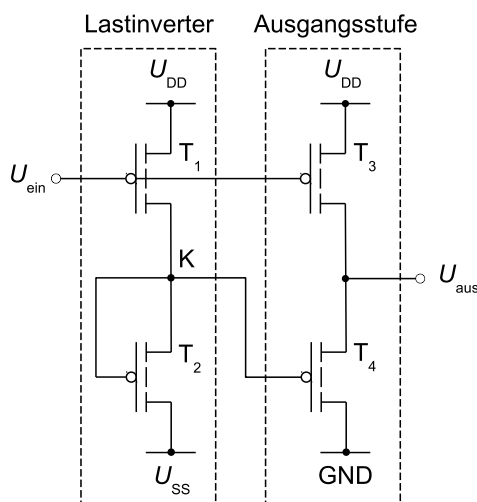 Lastinverter
Ausgangsstufe
U_DD
U_DD
T_1
T_3
U_ein
K
U_aus
T_2
T_4
U_SS
GND